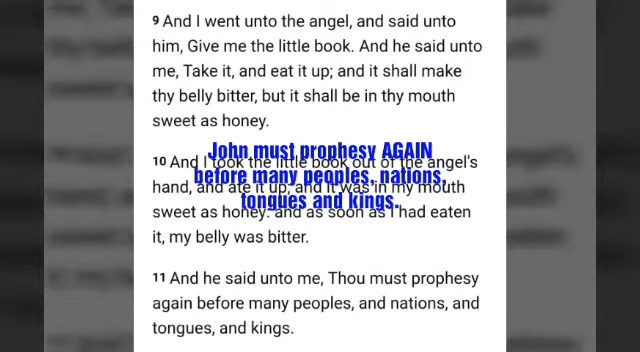 9 And I went unto the angel, and said unto
him, Give me the little book. And he said unto
me, Take it, and eat it up; and it shall make
thy belly bitter, but it shall be in thy mouth
sweet as honey.
10 And I took the little book out of the angel's
hand, and ate it up; and it was in my mouth
sweet as honey: and as soon as I had eaten
it, my belly was bitter.
John must prophesy AGAIN
before many peoples, nations,
tongues and kings.
11 And he said unto me, Thou must prophesy
again before many peoples, and nations, and
tongues, and kings.